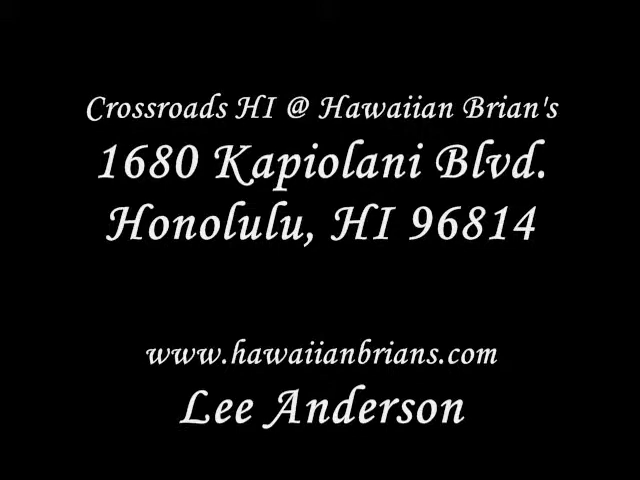 Crossroads HI @ Hawaiian Brian's
1680 Kapiolani Blvd.
Honolulu, HI 96814
www.hawaiianbrians.com
Lee Anderson